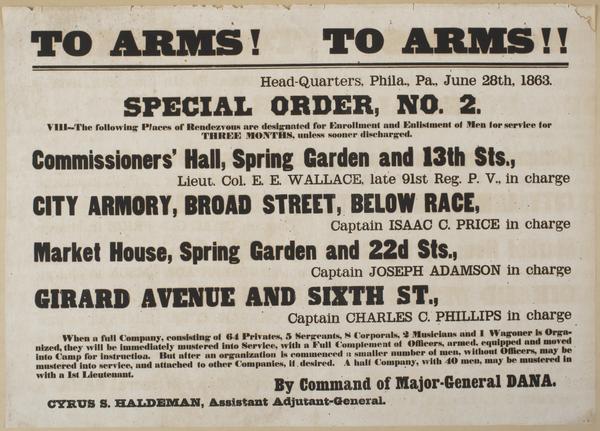 TO ARMS! TO ARMS!!
Head-Quarters, Phila., Pa., June 28th, 1863.
SPECIAL ORDER, NO. 2.
VIII--The following Places of Rendezvous are designated for Enrollment and Enlistment of Men for service for
THREE MONTHS, unless sooner discharged.
Commissioners' Hall, Spring Garden and 13th Sts.,
Lieut. Col. E. E. WALLACE, late 91st Reg. P. V., in charge
CITY ARMORY, BROAD STREET, BELOW RACE,
Captain ISAAC C. PRICE in charge
Market House, Spring Garden and 22d Sts.,
Captain JOSEPH ADAMSON in charge
GIRARD AVENUE AND SIXTH ST.,
Captain CHARLES C. PHILLIPS in charge
When a full Company, consisting of 64 Privates, 5 Sergeants, 8 Corporals, 2 Musicians and 1 Wagoner is Orga-
nized, they will be immediately mustered into Service, with a Full Complement of Officers, armed, equipped and moved
into Camp for instruction. But after an organization is commenced a smaller number of men, without Officers, may be
mustered into service, and attached to other Companies, if desired. A half Company, with 40 men, may be mustered in
with a 1st Lieutenant.
By Command of Major-General DANA.
CYRUS S. HALDEMAN, Assistant Adjutant-General.